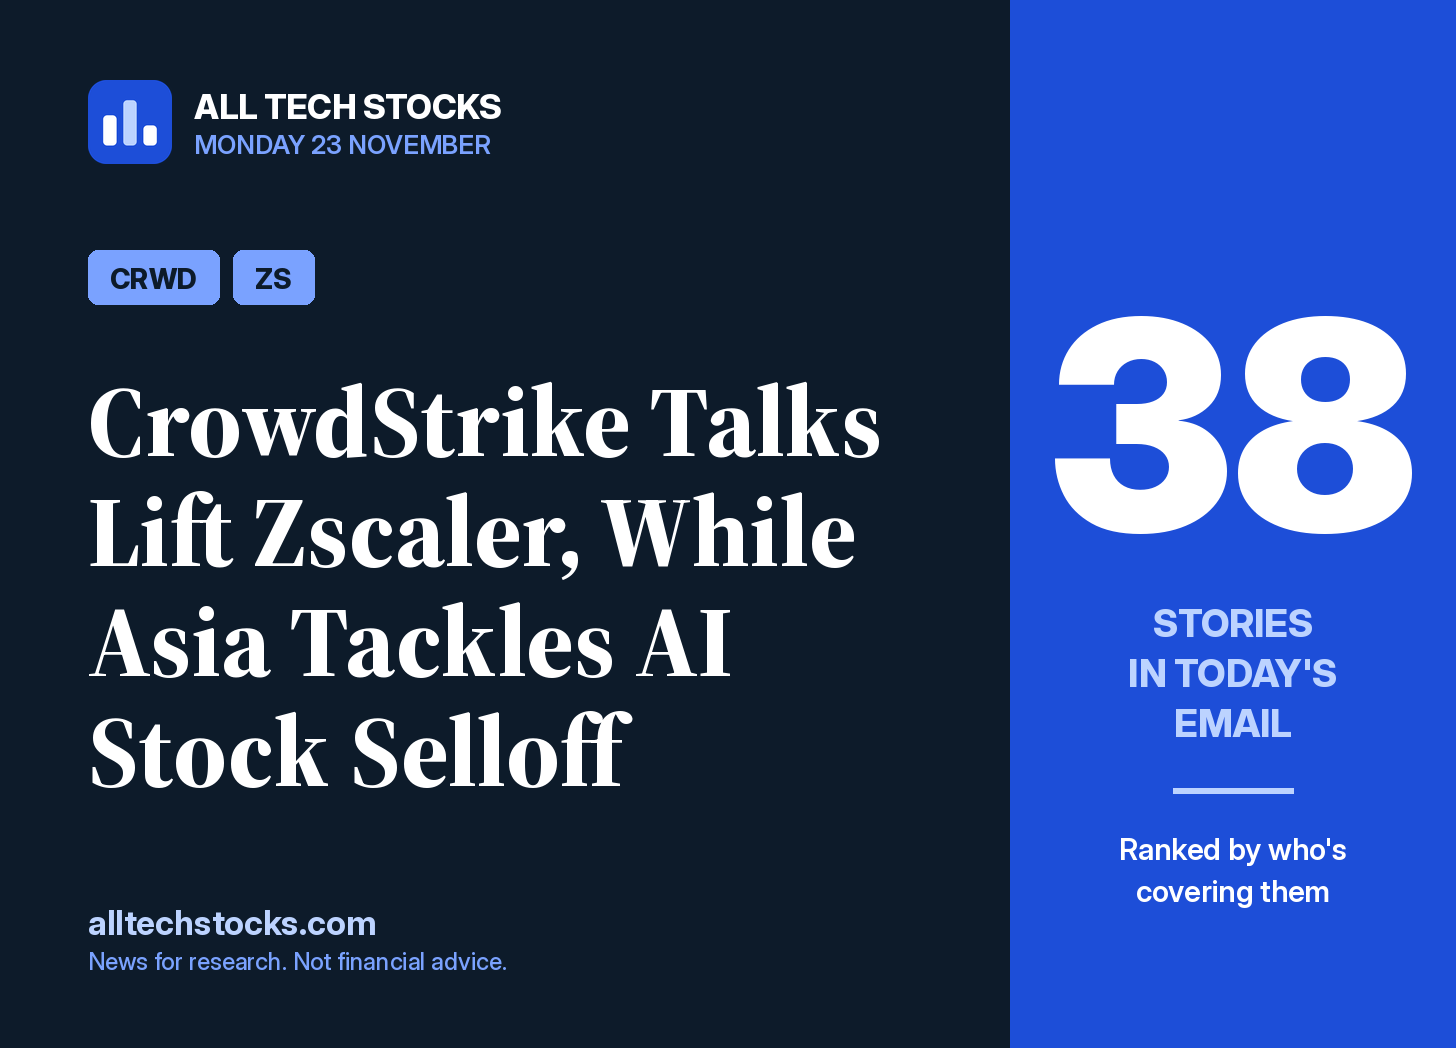 ALL TECH STOCKS
MONDAY 23 NOVEMBER
CRWD ZS
CrowdStrike Talks
Lift Zscaler, While
Asia Tackles AI
Stock Selloff
alltechstocks.com
News for research. Not financial advice.
38
STORIES
IN TODAY'S
EMAIL
Ranked by who's
covering them